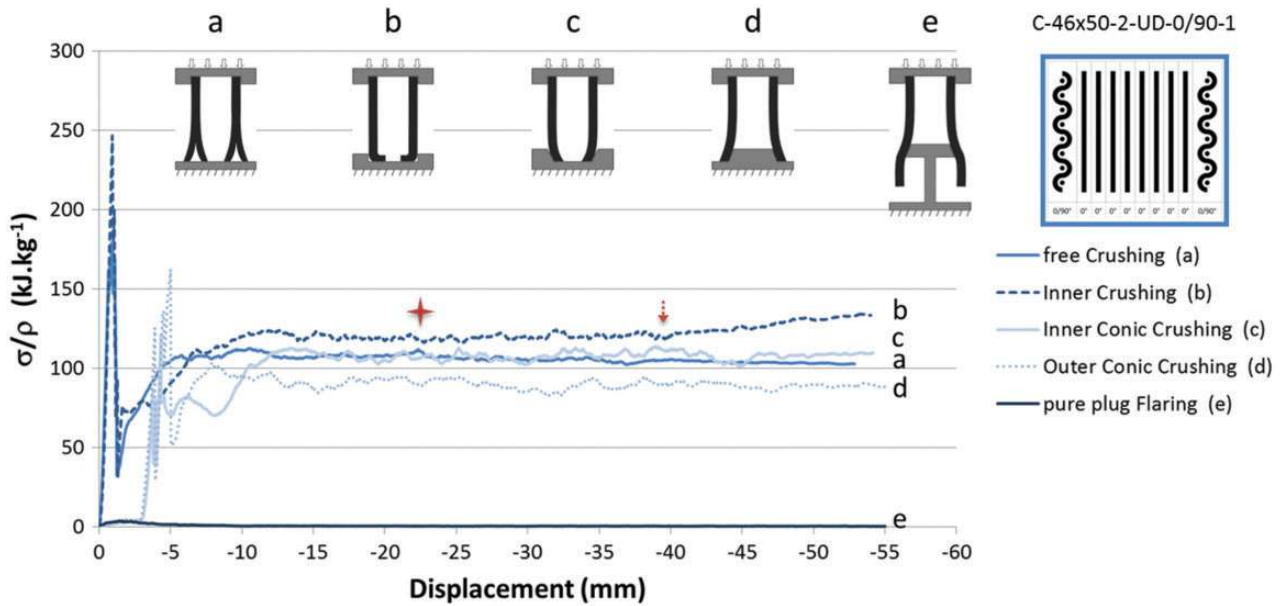 a b c d e
C-46x50-2-UD-0/90-1
300
250
200
150
100
50
0
σ/ρ (kJ.kg⁻¹)
0/90° 0° 0° 0° 0° 0° 0° 0° 0° 0/90°
free Crushing (a)
Inner Crushing (b)
Inner Conic Crushing (c)
Outer Conic Crushing (d)
pure plug Flaring (e)
b
c
a
d
e
0 -5 -10 -15 -20 -25 -30 -35 -40 -45 -50 -54 -60
Displacement (mm)